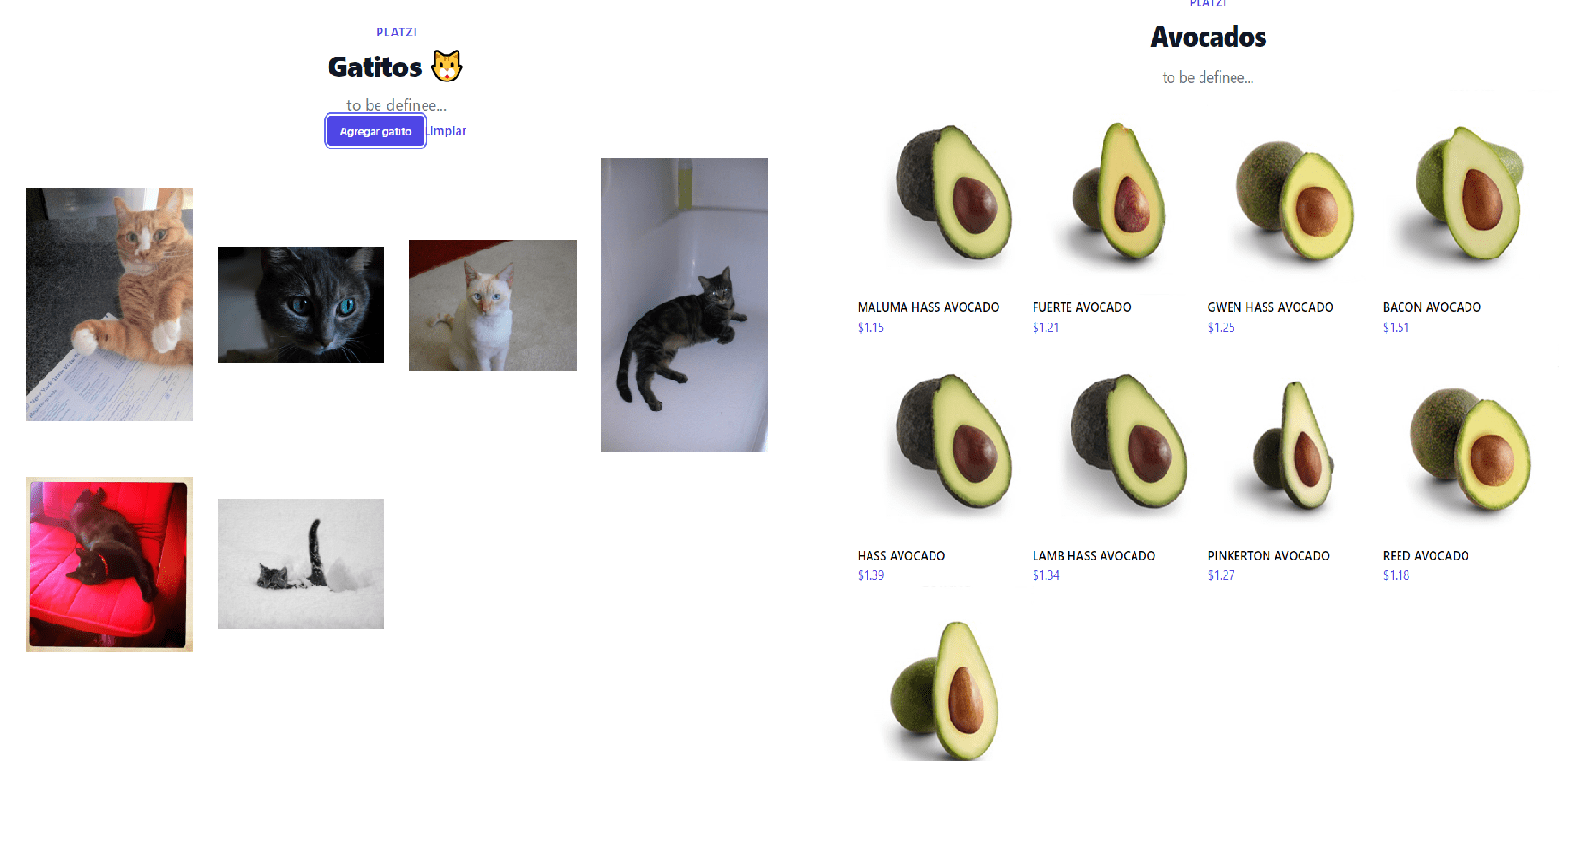 PLATZI
Gatitos
to be definee...
Agregar gatito
Limpiar
PLATZI
Avocados
to be definee...
MALUMA HASS AVOCADO
$1.15
FUERTE AVOCADO
$1.21
GWEN HASS AVOCADO
$1.25
BACON AVOCADO
$1.51
HASS AVOCADO
$1.39
LAMB HASS AVOCADO
$1.34
PINKERTON AVOCADO
$1.27
REED AVOCADO
$1.18